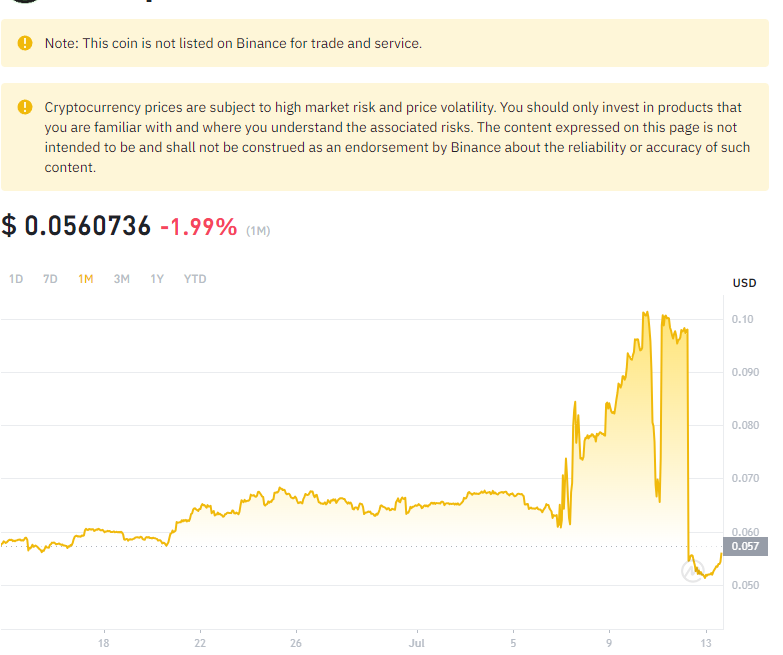 Note: This coin is not listed on Binance for trade and service.
Cryptocurrency prices are subject to high market risk and price volatility. You should only invest in products that
you are familiar with and where you understand the associated risks. The content expressed on this page is not
intended to be and shall not be construed as an endorsement by Binance about the reliability or accuracy of such
content.
$ 0.0560736 -1.99% (1M)
1D 7D 1M 3M 1Y YTD
USD
0.10
0.090
0.080
0.070
0.060
0.057
0.050
18 22 26 Jul 5 9 13